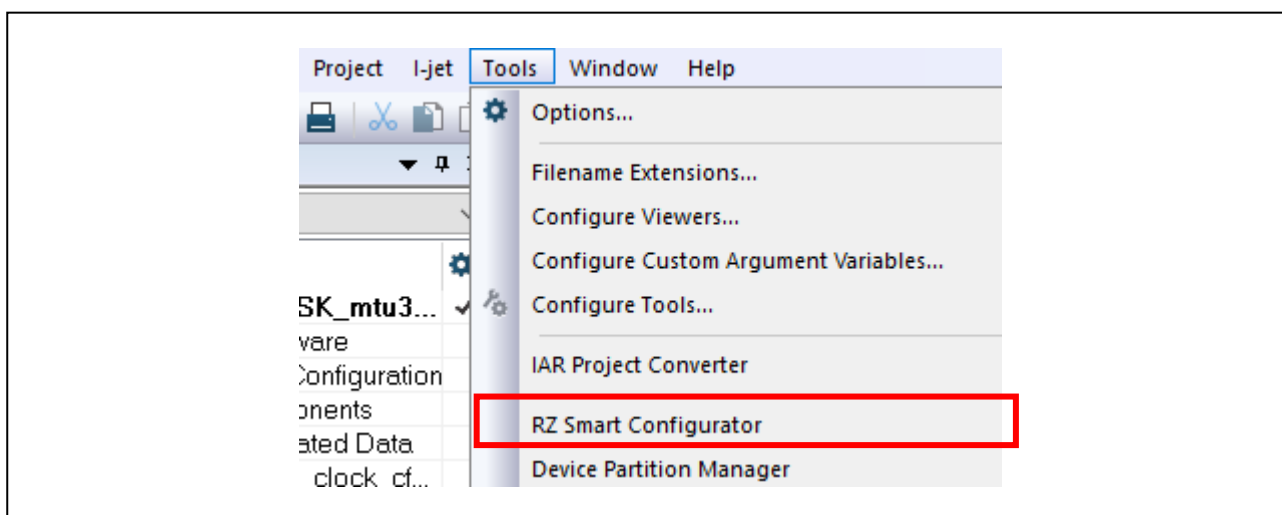 Project I-jet Tools Window Help
Options...
Filename Extensions...
Configure Viewers...
Configure Custom Argument Variables...
SK_mtu3...
Configure Tools...
vare
IAR Project Converter
Configuration
onents
RZ Smart Configurator
ated Data
Device Partition Manager
clock_cf...